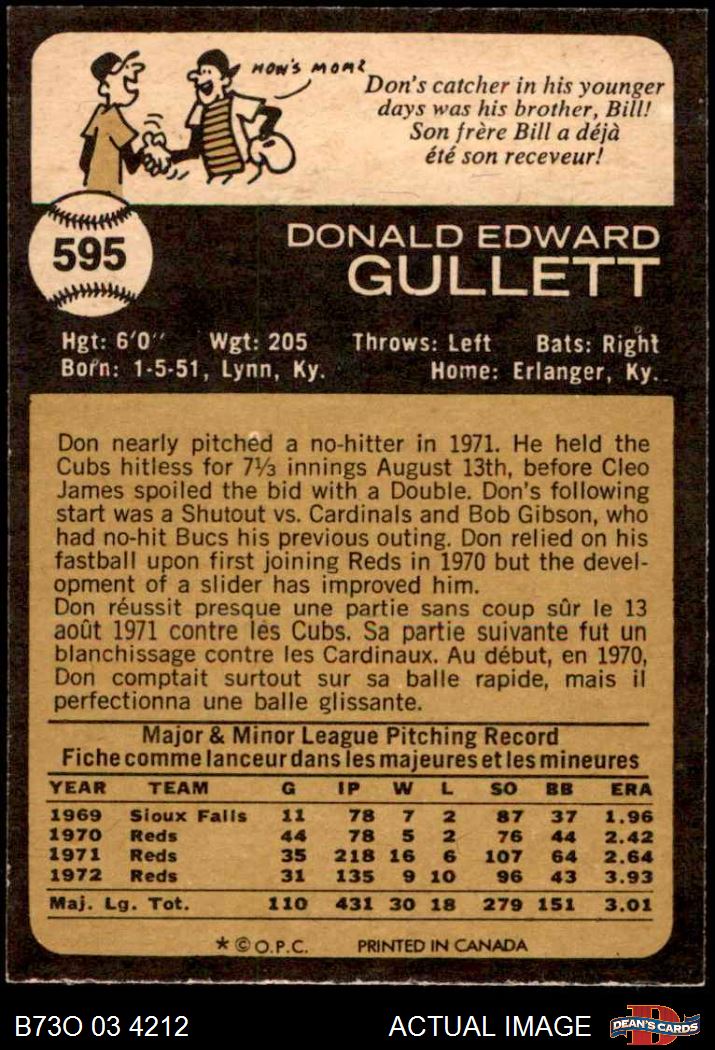 HOW'S MOM?
Don's catcher in his younger
days was his brother, Bill!
Son frère Bill a déjà
été son receveur!
595
DONALD EDWARD
GULLETT
Hgt: 6'0" Wgt: 205 Throws: Left Bats: Right
Born: 1-5-51, Lynn, Ky. Home: Erlanger, Ky.
Don nearly pitched a no-hitter in 1971. He held the
Cubs hitless for 7⅓ innings August 13th, before Cleo
James spoiled the bid with a Double. Don's following
start was a Shutout vs. Cardinals and Bob Gibson, who
had no-hit Bucs his previous outing. Don relied on his
fastball upon first joining Reds in 1970 but the devel-
opment of a slider has improved him.
Don réussit presque une partie sans coup sûr le 13
août 1971 contre les Cubs. Sa partie suivante fut un
blanchissage contre les Cardinaux. Au début, en 1970,
Don comptait surtout sur sa balle rapide, mais il
perfectionna une balle glissante.
Major & Minor League Pitching Record
Fiche comme lanceur dans les majeures et les mineures
YEAR TEAM G IP W L SO BB ERA
1969 Sioux Falls 11 78 7 2 87 37 1.96
1970 Reds 44 78 5 2 76 44 2.42
1971 Reds 35 218 16 6 107 64 2.64
1972 Reds 31 135 9 10 96 43 3.93
Maj. Lg. Tot. 110 431 30 18 279 151 3.01
* © O.P.C. PRINTED IN CANADA
B73O 03 4212 ACTUAL IMAGE D DEAN'S CARDS